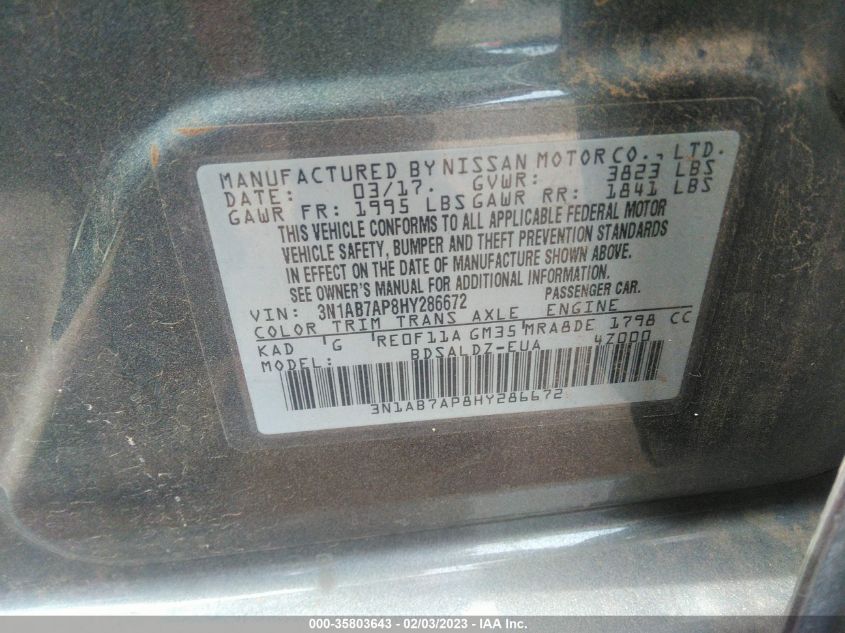 MANUFACTURED BY NISSAN MOTOR CO., LTD.
DATE: 03/17. GVWR: 3823 LBS
GAWR FR: 1995 LBS GAWR RR: 1841 LBS
THIS VEHICLE CONFORMS TO ALL APPLICABLE FEDERAL MOTOR
VEHICLE SAFETY, BUMPER AND THEFT PREVENTION STANDARDS
IN EFFECT ON THE DATE OF MANUFACTURE SHOWN ABOVE.
SEE OWNER'S MANUAL FOR ADDITIONAL INFORMATION.
VIN: 3N1AB7AP8HY286672 PASSENGER CAR.
COLOR TRIM TRANS AXLE ENGINE
KAD G RE0F11A GM35 MRA8DE 1798 CC
MODEL: BDSALDZ-EUA 4Z000
3N1AB7AP8HY286672
000-35803643 - 02/03/2023 - IAA Inc.